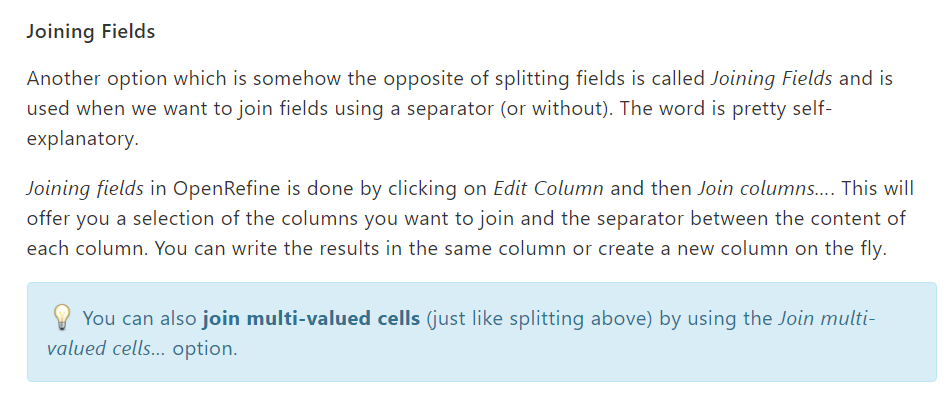 Joining Fields
Another option which is somehow the opposite of splitting fields is called Joining Fields and is
used when we want to join fields using a separator (or without). The word is pretty self-
explanatory.
Joining fields in OpenRefine is done by clicking on Edit Column and then Join columns…. This will
offer you a selection of the columns you want to join and the separator between the content of
each column. You can write the results in the same column or create a new column on the fly.
You can also join multi-valued cells (just like splitting above) by using the Join multi-
valued cells… option.